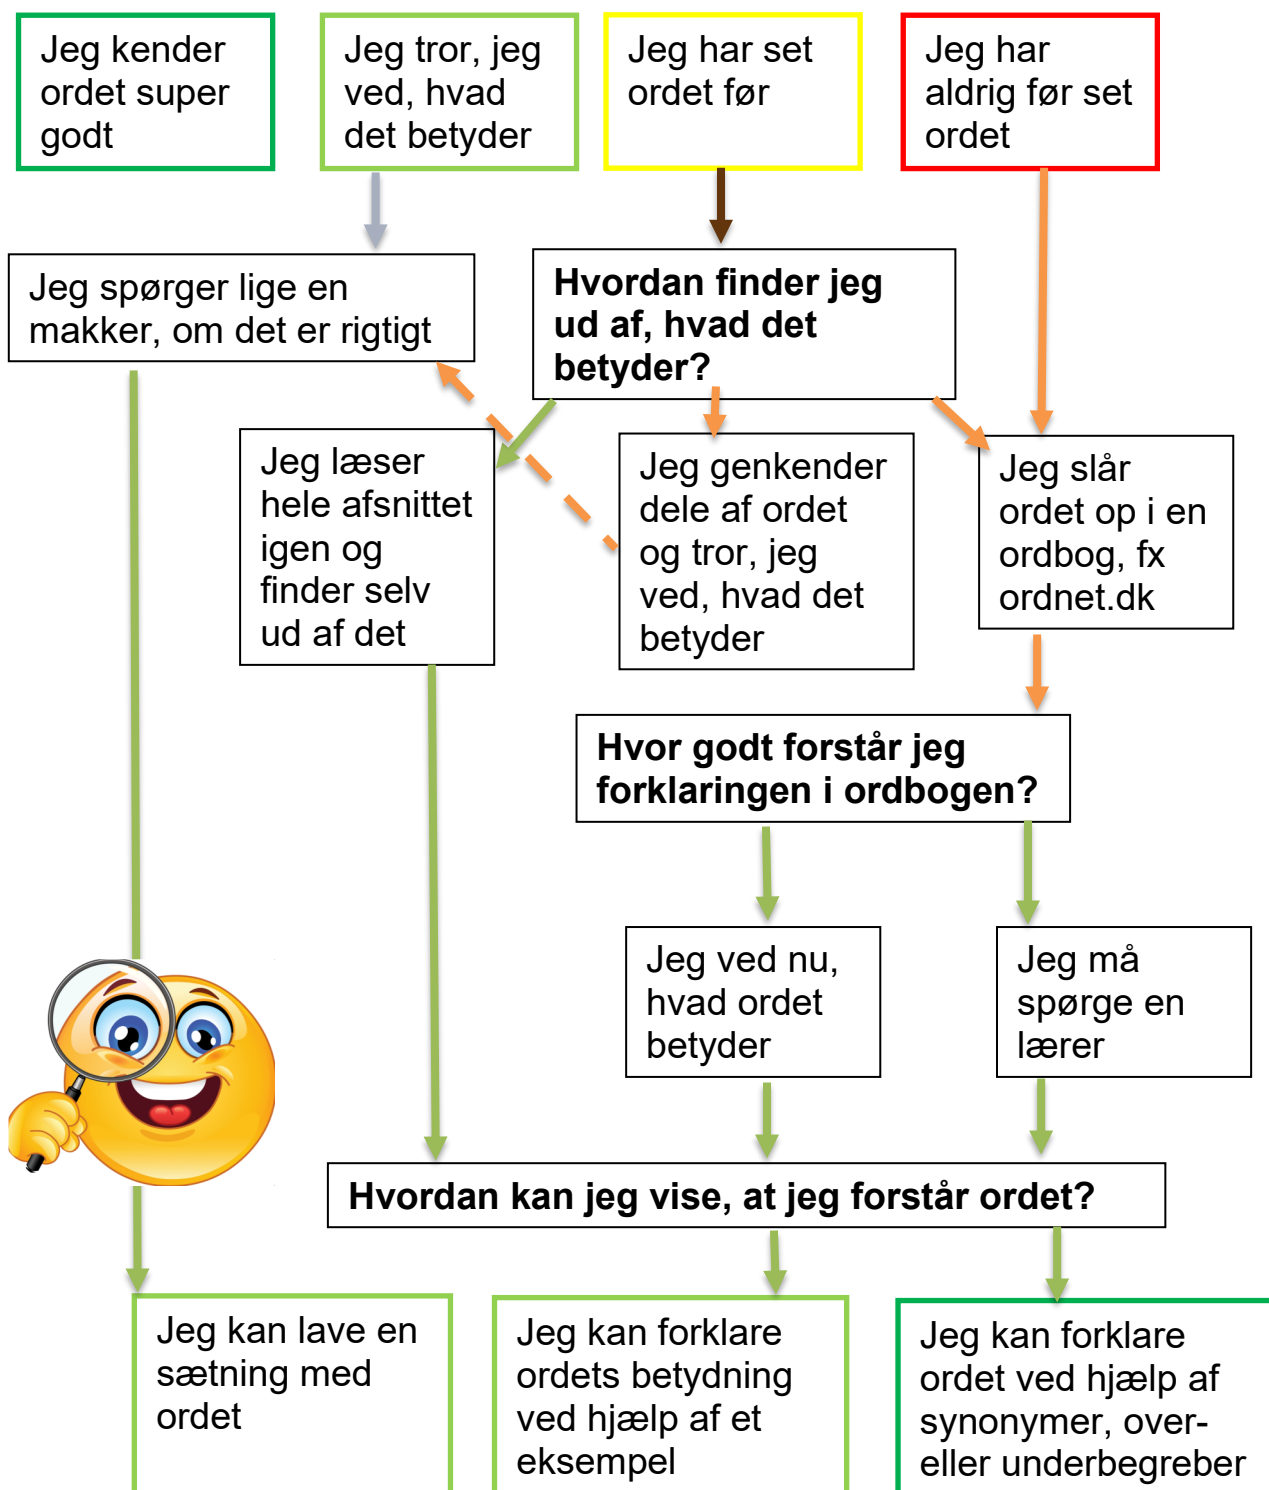 Jeg kender
ordet super
godt
Jeg tror, jeg
ved, hvad
det betyder
Jeg har set
ordet før
Jeg har
aldrig før set
ordet
Jeg spørger lige en
makker, om det er rigtigt
Hvordan finder jeg
ud af, hvad det
betyder?
Jeg læser
hele afsnittet
igen og
finder selv
ud af det
Jeg genkender
dele af ordet
og tror, jeg
ved, hvad det
betyder
Jeg slår
ordet op i en
ordbog, fx
ordnet.dk
Hvor godt forstår jeg
forklaringen i ordbogen?
Jeg ved nu,
hvad ordet
betyder
Jeg må
spørge en
lærer
Hvordan kan jeg vise, at jeg forstår ordet?
Jeg kan lave en
sætning med
ordet
Jeg kan forklare
ordets betydning
ved hjælp af et
eksempel
Jeg kan forklare
ordet ved hjælp af
synonymer, over-
eller underbegreber